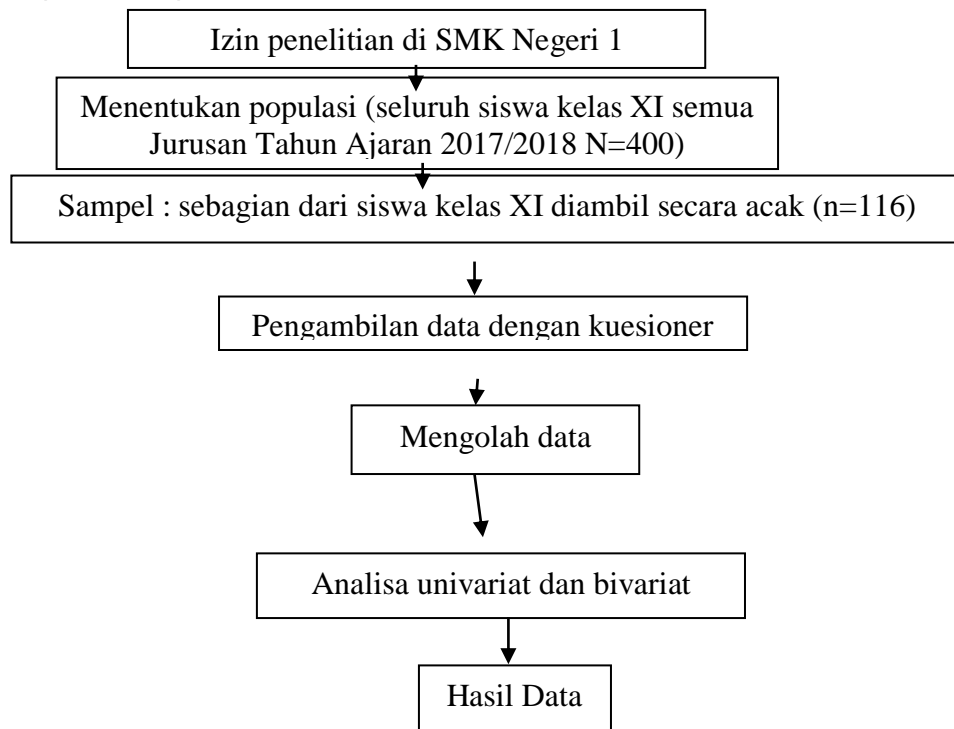 Izin penelitian di SMK Negeri 1
Menentukan populasi (seluruh siswa kelas XI semua
Jurusan Tahun Ajaran 2017/2018 N=400)
Sampel : sebagian dari siswa kelas XI diambil secara acak (n=116)
Pengambilan data dengan kuesioner
Mengolah data
Analisa univariat dan bivariat
Hasil Data